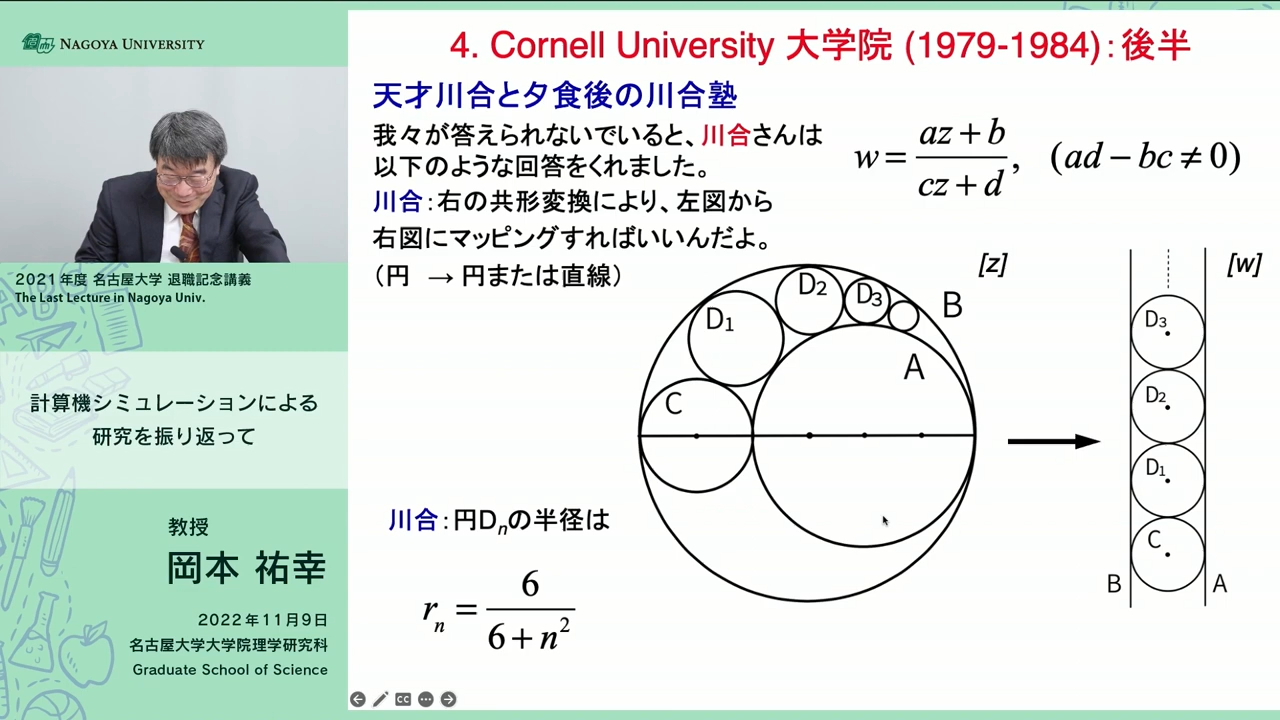 NAGOYA UNIVERSITY
2021年度 名古屋大学 退職記念講義
The Last Lecture in Nagoya Univ.
計算機シミュレーションによる
研究を振り返って
教授
岡本 祐幸
2022年11月9日
名古屋大学大学院理学研究科
Graduate School of Science
4. Cornell University 大学院 (1979-1984)：後半
天才川合と夕食後の川合塾
我々が答えられないでいると、川合さんは
以下のような回答をくれました。
川合：右の共形変換により、左図から
右図にマッピングすればいいんだよ。
（円 → 円または直線）
w = (az + b)/(cz + d), (ad − bc ≠ 0)
[z]
[w]
D1
D2
D3
B
A
C
D3
D2
D1
C
B
A
川合：円Dnの半径は
rn = 6/(6 + n²)
CC